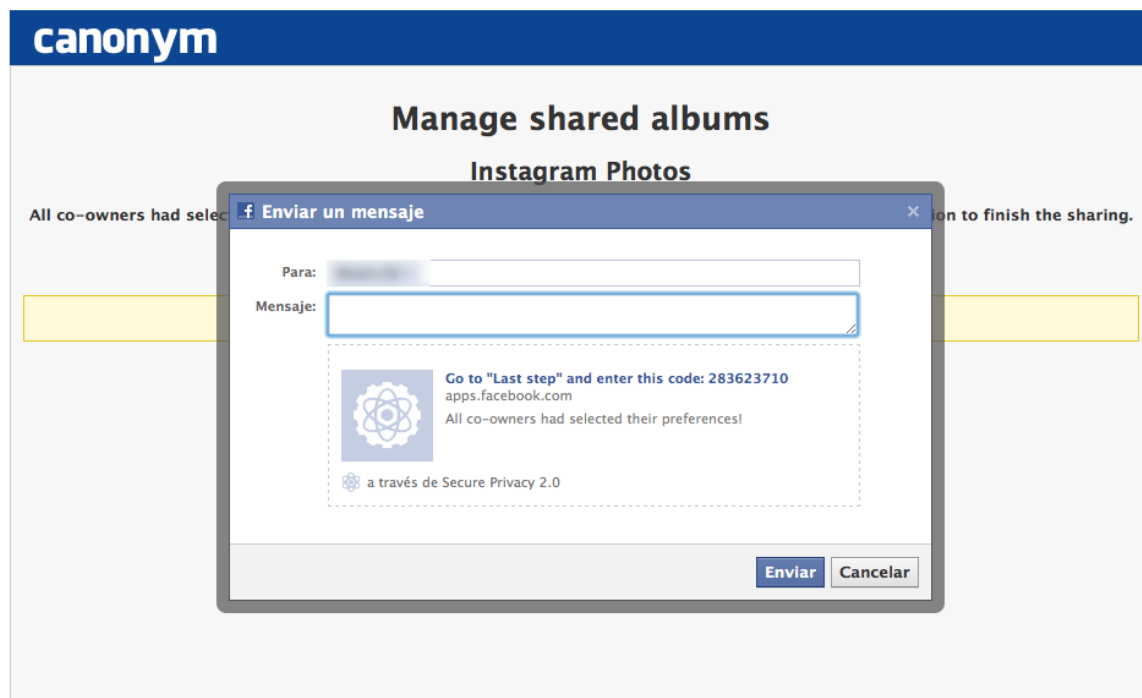 canonym
Manage shared albums
Instagram Photos
All co-owners had selec ion to finish the sharing.
Enviar un mensaje
Para:
Mensaje:
Go to "Last step" and enter this code: 283623710
apps.facebook.com
All co-owners had selected their preferences!
a través de Secure Privacy 2.0
Enviar Cancelar